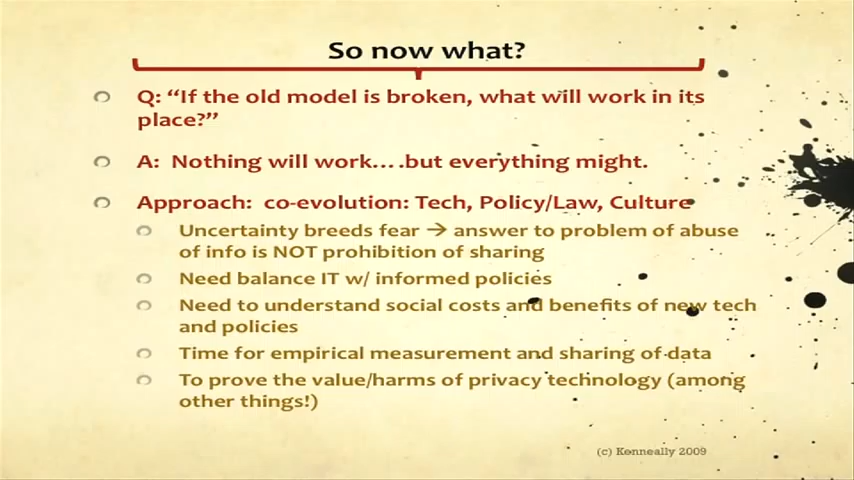 So now what?
Q: “If the old model is broken, what will work in its
place?”
A: Nothing will work….but everything might.
Approach: co-evolution: Tech, Policy/Law, Culture
Uncertainty breeds fear → answer to problem of abuse
of info is NOT prohibition of sharing
Need balance IT w/ informed policies
Need to understand social costs and benefits of new tech
and policies
Time for empirical measurement and sharing of data
To prove the value/harms of privacy technology (among
other things!)
(c) Kenneally 2009